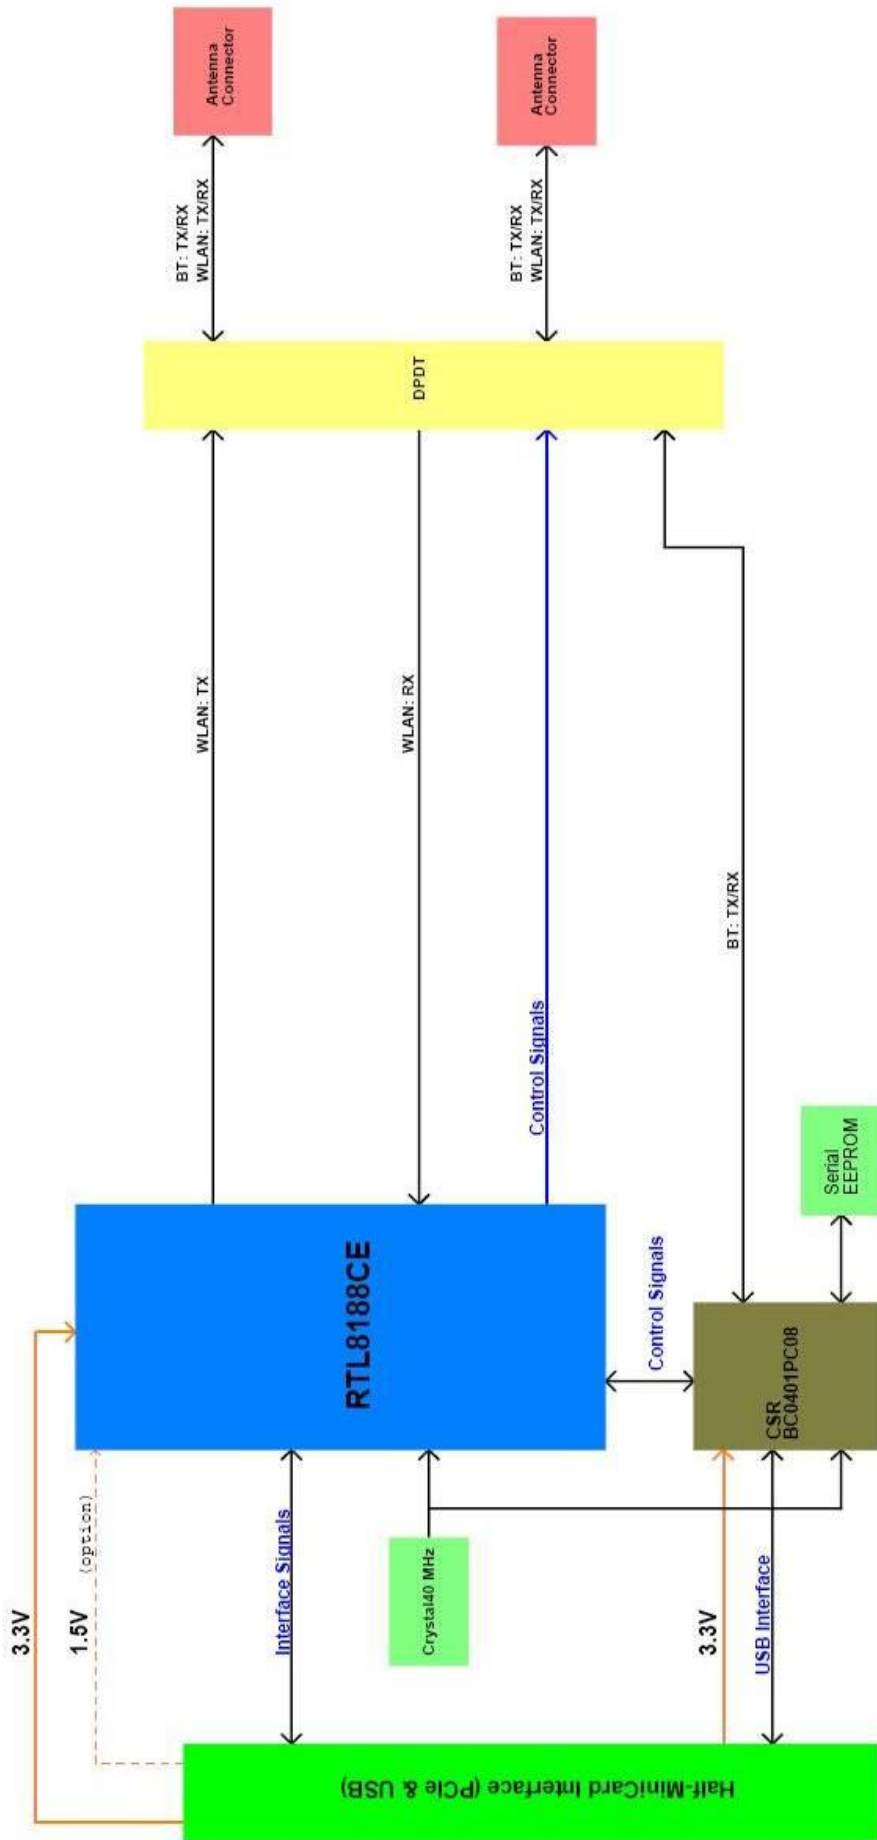 Antenna
Connector
Antenna
Connector
BT: TX/RX
WLAN: TX/RX
BT: TX/RX
WLAN: TX/RX
DPDT
WLAN: TX
WLAN: RX
Control Signals
BT: TX/RX
Serial
EEPROM
RTL8188CE
Control Signals
CSR
BC0401PC08
3.3V
1.5V
(option)
Interface Signals
Crystal40 MHz
3.3V
USB Interface
Half-MiniCard Interface (PCIe & USB)